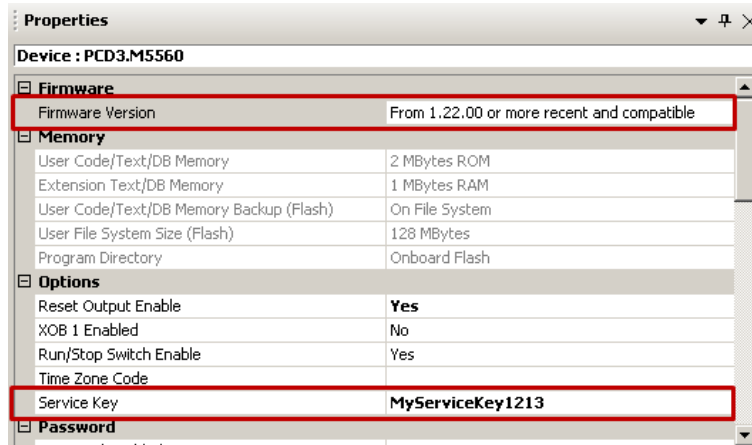 Properties
Device : PCD3.M5560
Firmware
Firmware Version From 1.22.00 or more recent and compatible
Memory
User Code/Text/DB Memory 2 MBytes ROM
Extension Text/DB Memory 1 MBytes RAM
User Code/Text/DB Memory Backup (Flash) On File System
User File System Size (Flash) 128 MBytes
Program Directory Onboard Flash
Options
Reset Output Enable Yes
XOB 1 Enabled No
Run/Stop Switch Enable Yes
Time Zone Code
Service Key MyServiceKey1213
Password